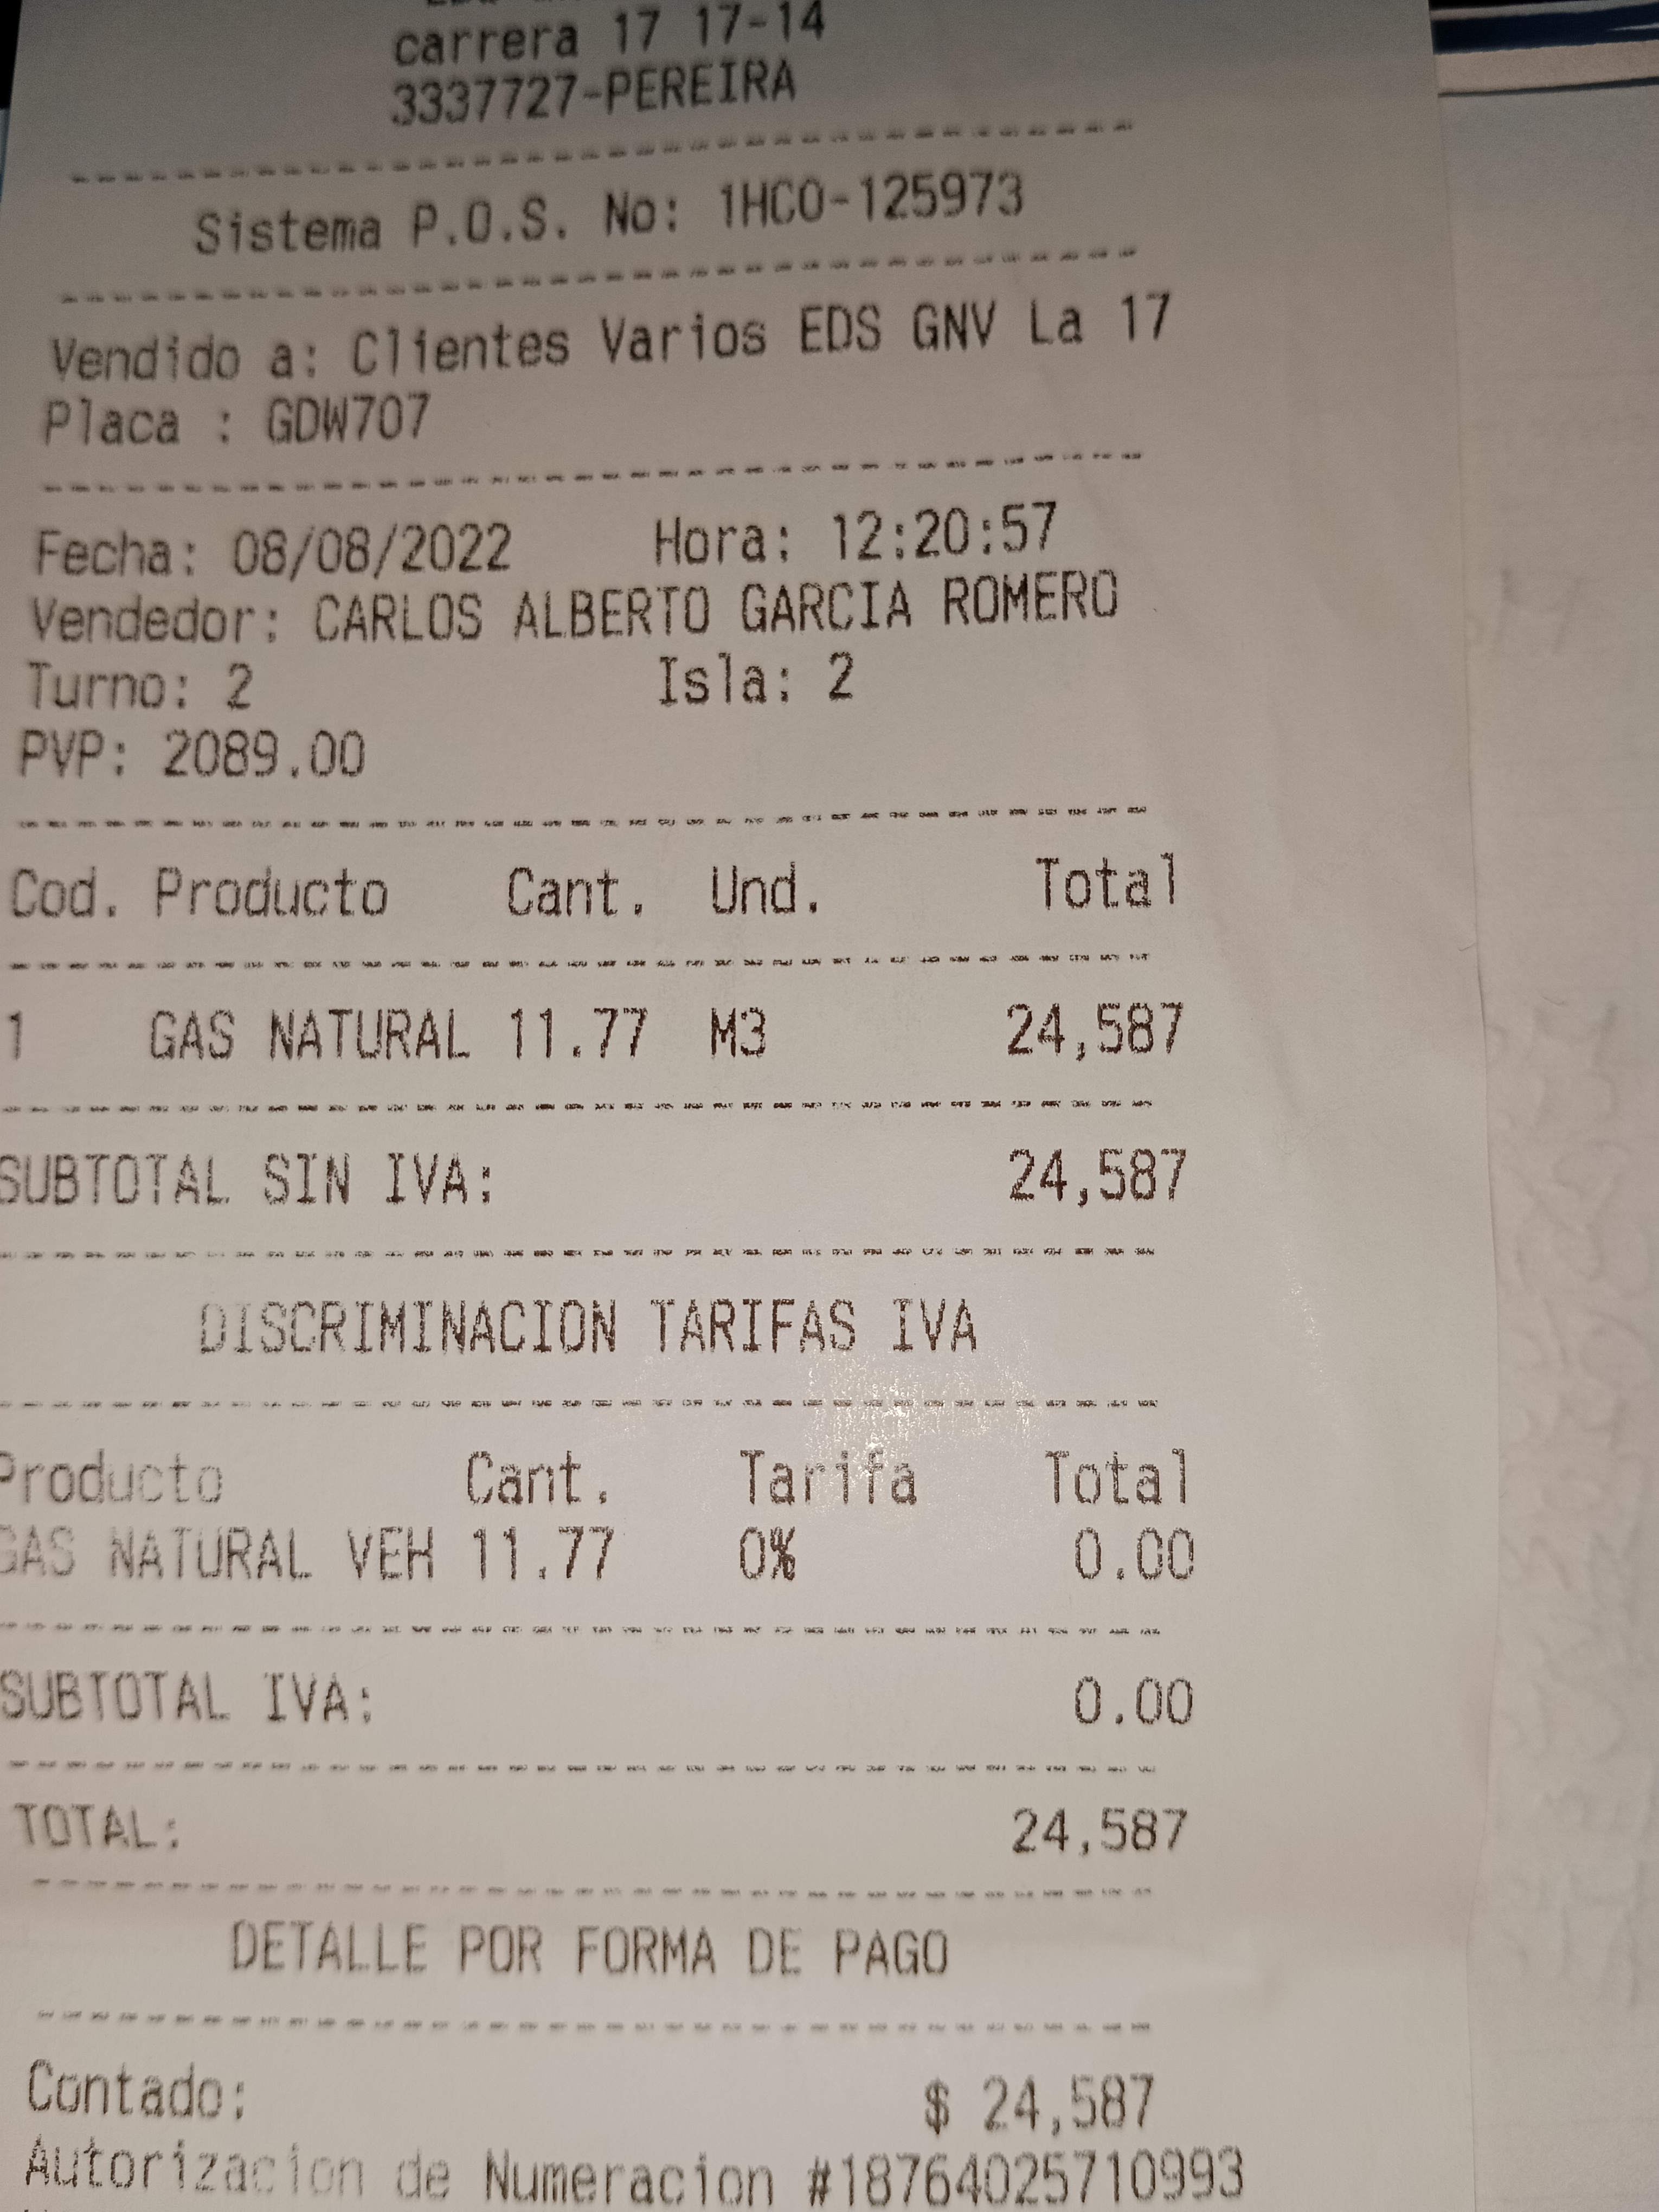 carrera 17 17-14
3337727-PEREIRA
Sistema P.O.S. No: 1HCO-125973
Vendido a: Clientes Varios EDS GNV La 17
Placa : GDW707
Fecha: 08/08/2022 Hora: 12:20:57
Vendedor: CARLOS ALBERTO GARCIA ROMERO
Turno: 2 Isla: 2
PVP: 2089.00
Cod. Producto Cant. Und. Total
1 GAS NATURAL 11.77 M3 24,587
SUBTOTAL SIN IVA: 24,587
DISCRIMINACION TARIFAS IVA
Producto Cant. Tarifa Total
GAS NATURAL VEH 11.77 0% 0.00
SUBTOTAL IVA: 0.00
TOTAL: 24,587
DETALLE POR FORMA DE PAGO
Contado: $ 24,587
Autorizacion de Numeracion #18764025710993